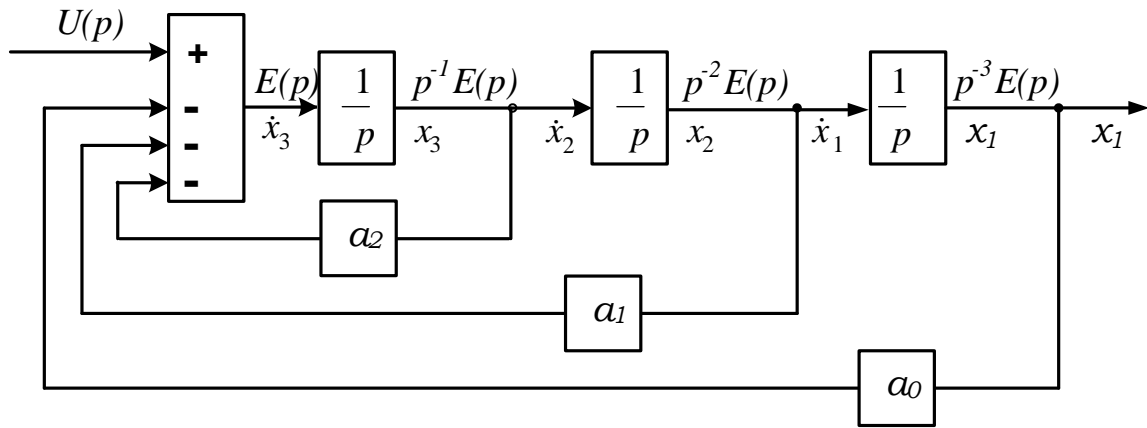 U(p)
+
-
-
-
E(p)
ẋ₃
1/p
p⁻¹E(p)
x₃
ẋ₂
1/p
p⁻²E(p)
x₂
ẋ₁
1/p
p⁻³E(p)
x₁
x₁
a₂
a₁
a₀